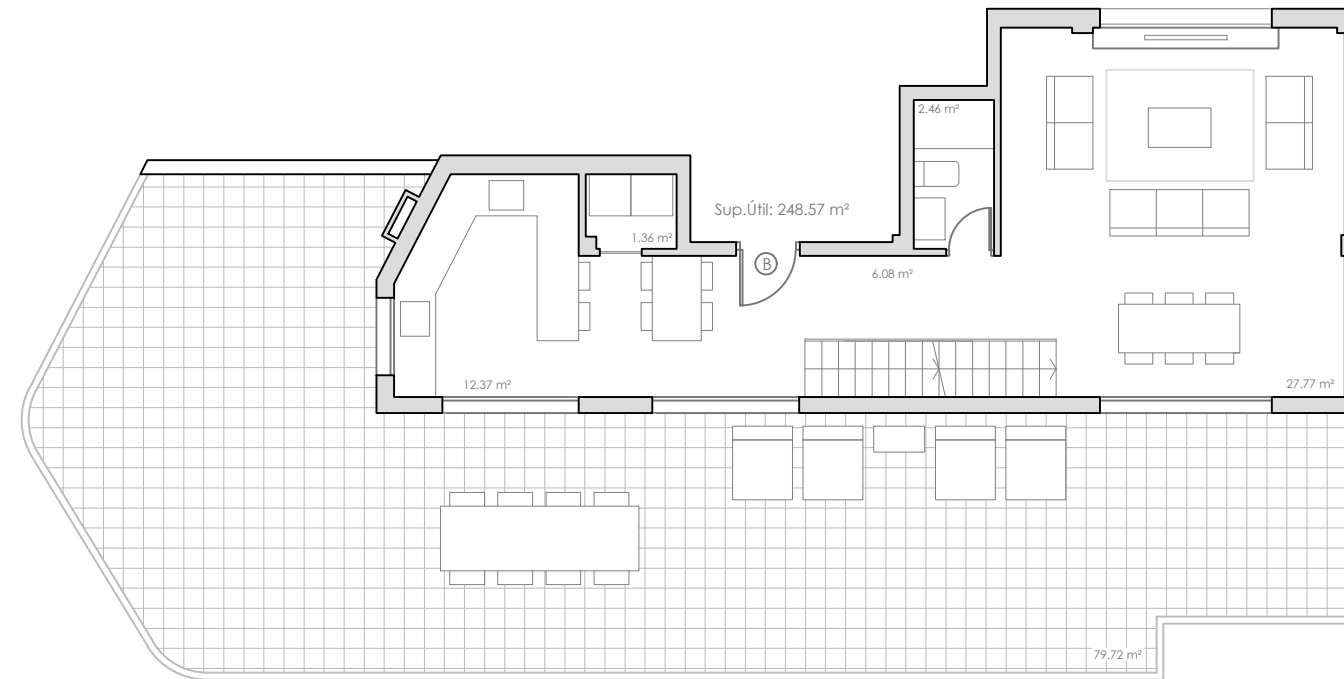 2.46 m²
Sup.Útil: 248.57 m²
1.36 m²
B
6.08 m²
12.37 m²
27.77 m²
79.72 m²